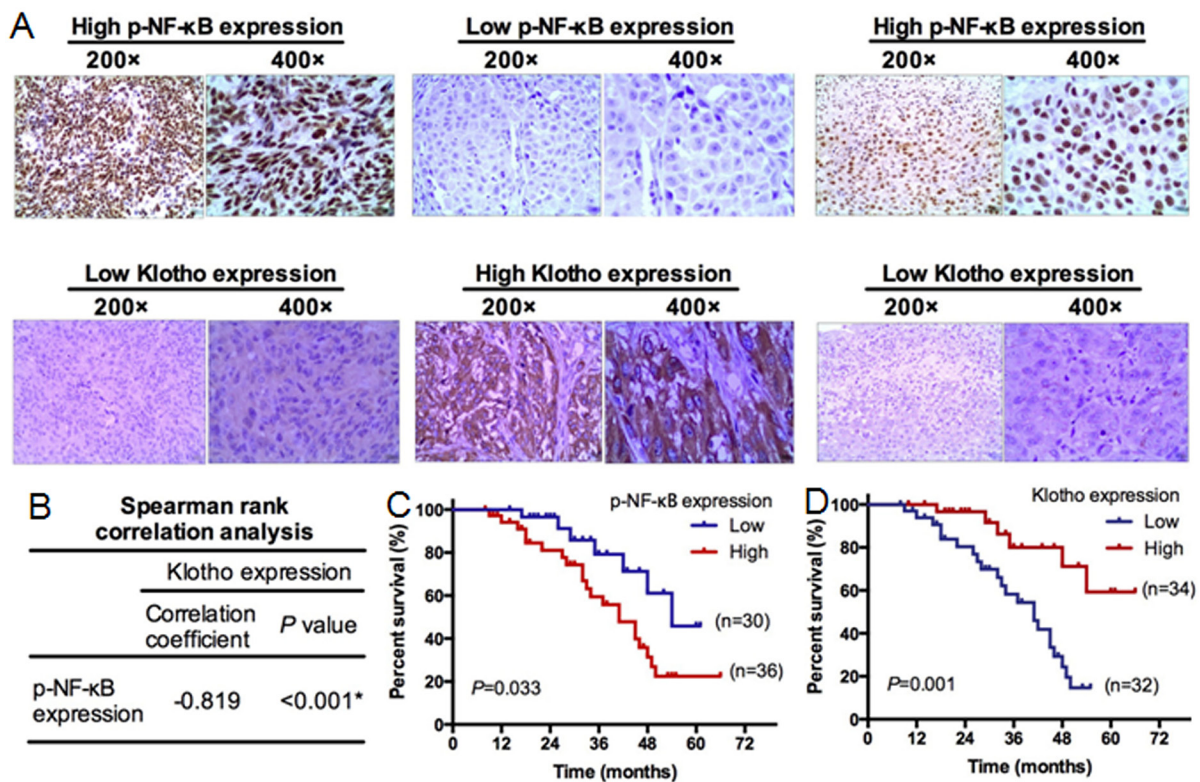 A
High p-NF-κB expression
200× 400×
Low p-NF-κB expression
200× 400×
High p-NF-κB expression
200× 400×
Low Klotho expression
200× 400×
High Klotho expression
200× 400×
Low Klotho expression
200× 400×
B
Spearman rank
correlation analysis
Klotho expression
Correlation
coefficient
P value
p-NF-κB
expression
-0.819
<0.001*
C
p-NF-κB expression
Low
High
Percent survival (%)
100
80
60
40
20
0
(n=30)
(n=36)
P=0.033
0 12 24 36 48 60 72
Time (months)
D
Klotho expression
Low
High
Percent survival (%)
100
80
60
40
20
0
(n=34)
(n=32)
P=0.001
0 12 24 36 48 60 72
Time (months)